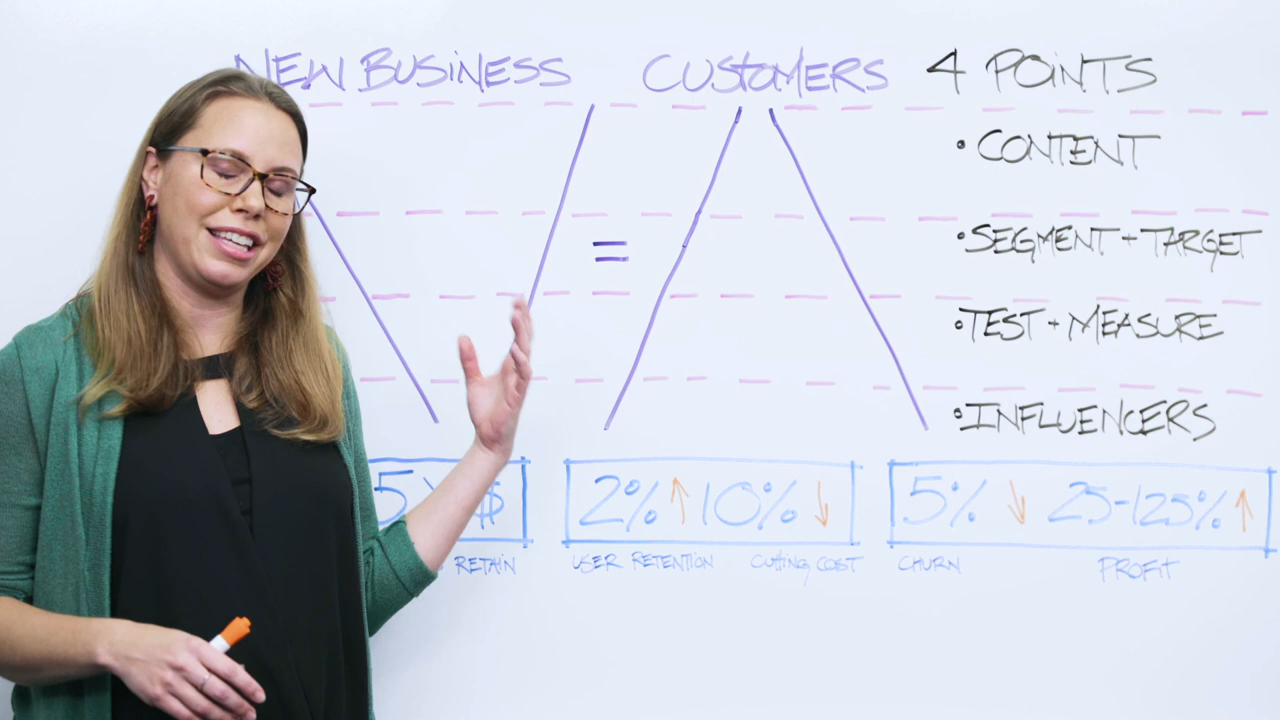 NEW BUSINESS CUSTOMERS 4 POINTS
• CONTENT
• SEGMENT + TARGET
=
• TEST + MEASURE
• INFLUENCERS
5 $ 2% ↑ 10% ↓ 5% ↓ 25-125% ↑
RETAIN USER RETENTION CUTTING COST CHURN PROFIT